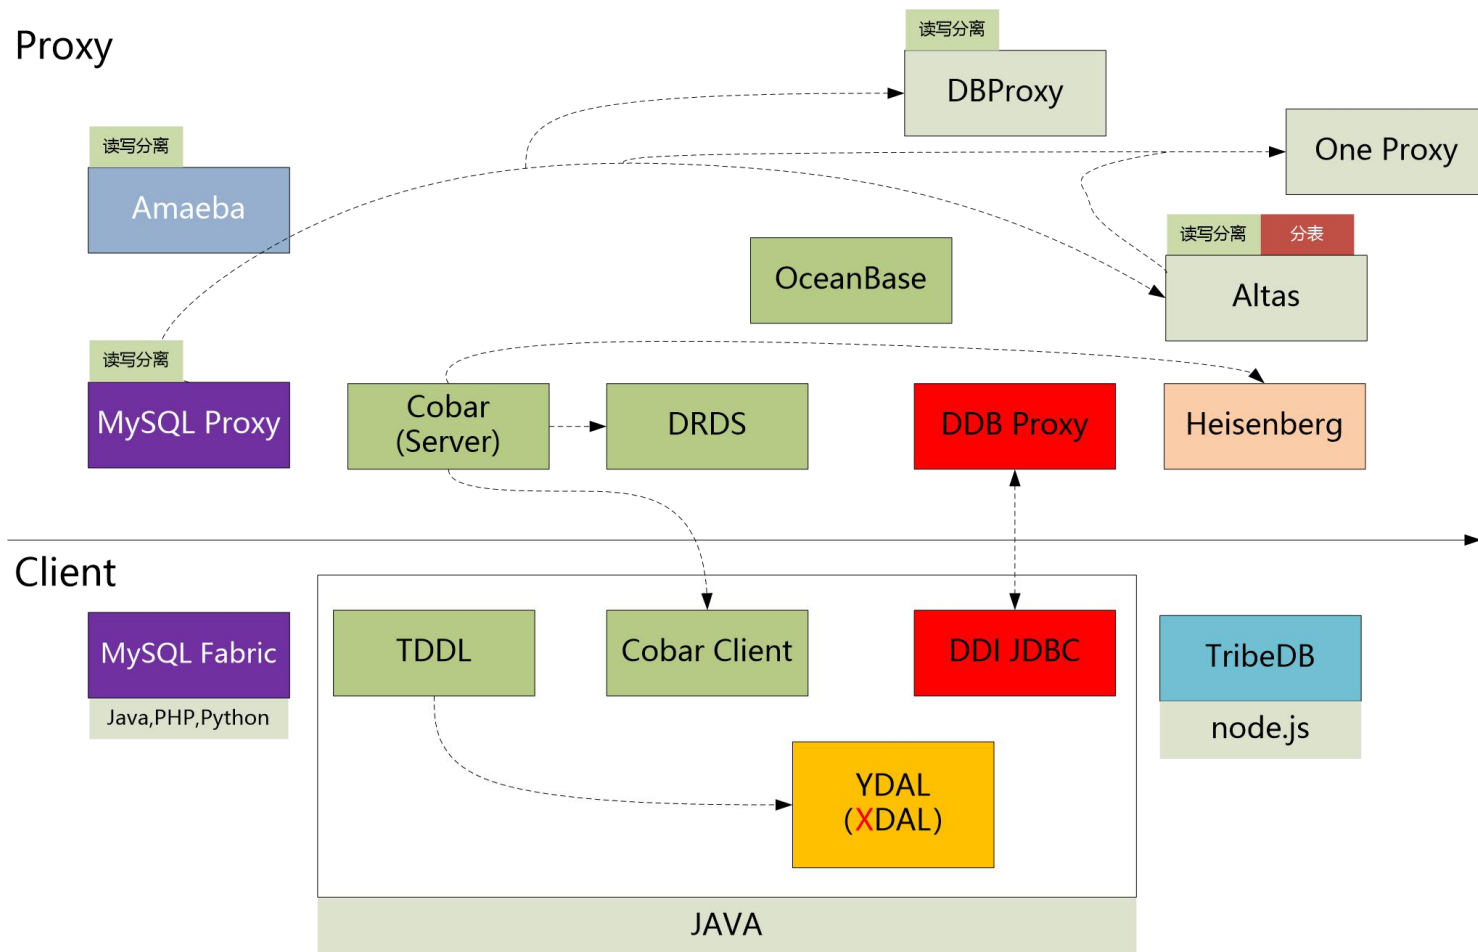 Proxy
读写分离
DBProxy
One Proxy
读写分离
Amaeba
读写分离
分表
Altas
OceanBase
读写分离
MySQL Proxy
Cobar
(Server)
DRDS
DDB Proxy
Heisenberg
Client
MySQL Fabric
Java,PHP,Python
TDDL
Cobar Client
DDI JDBC
TribeDB
node.js
YDAL
(XDAL)
JAVA